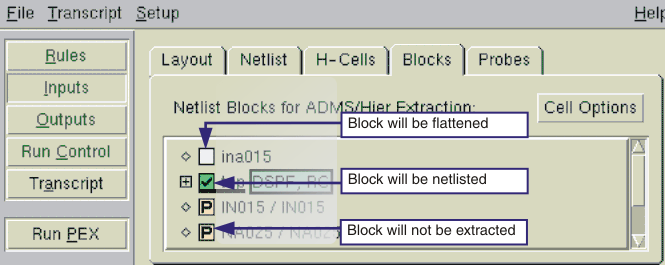 File Transcript Setup Help
Rules
Inputs
Outputs
Run Control
Transcript
Run PEX
Layout Netlist H-Cells Blocks Probes
Netlist Blocks for ADMS/Hier Extraction:
Cell Options
Block will be flattened
ina015
Block will be netlisted
DSPF, RC
P IN015 / IN015
Block will not be extracted
P